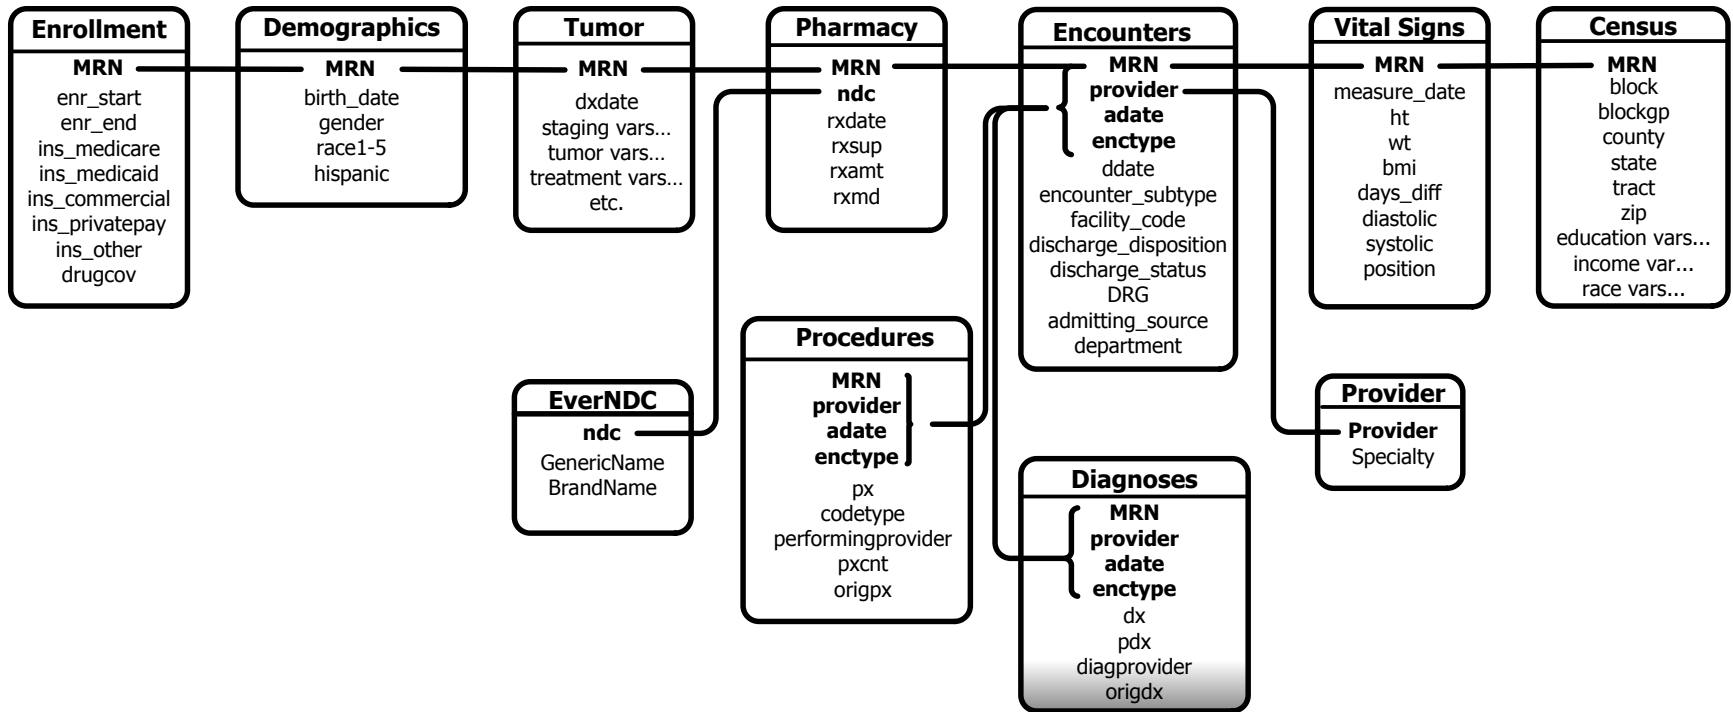 Enrollment
MRN
enr_start
enr_end
ins_medicare
ins_medicaid
ins_commercial
ins_privatepay
ins_other
drugcov
Demographics
MRN
birth_date
gender
race1-5
hispanic
Tumor
MRN
dxdate
staging vars...
tumor vars...
treatment vars...
etc.
Pharmacy
MRN
ndc
rxdate
rxsup
rxamt
rxmd
Encounters
MRN
provider
adate
enctype
ddate
encounter_subtype
facility_code
discharge_disposition
discharge_status
DRG
admitting_source
department
Vital Signs
MRN
measure_date
ht
wt
bmi
days_diff
diastolic
systolic
position
Census
MRN
block
blockgp
county
state
tract
zip
education vars...
income var...
race vars...
EverNDC
ndc
GenericName
BrandName
Procedures
MRN
provider
adate
enctype
px
codetype
performingprovider
pxcnt
origpx
Diagnoses
MRN
provider
adate
enctype
dx
pdx
diagprovider
origdx
Provider
Provider
Specialty